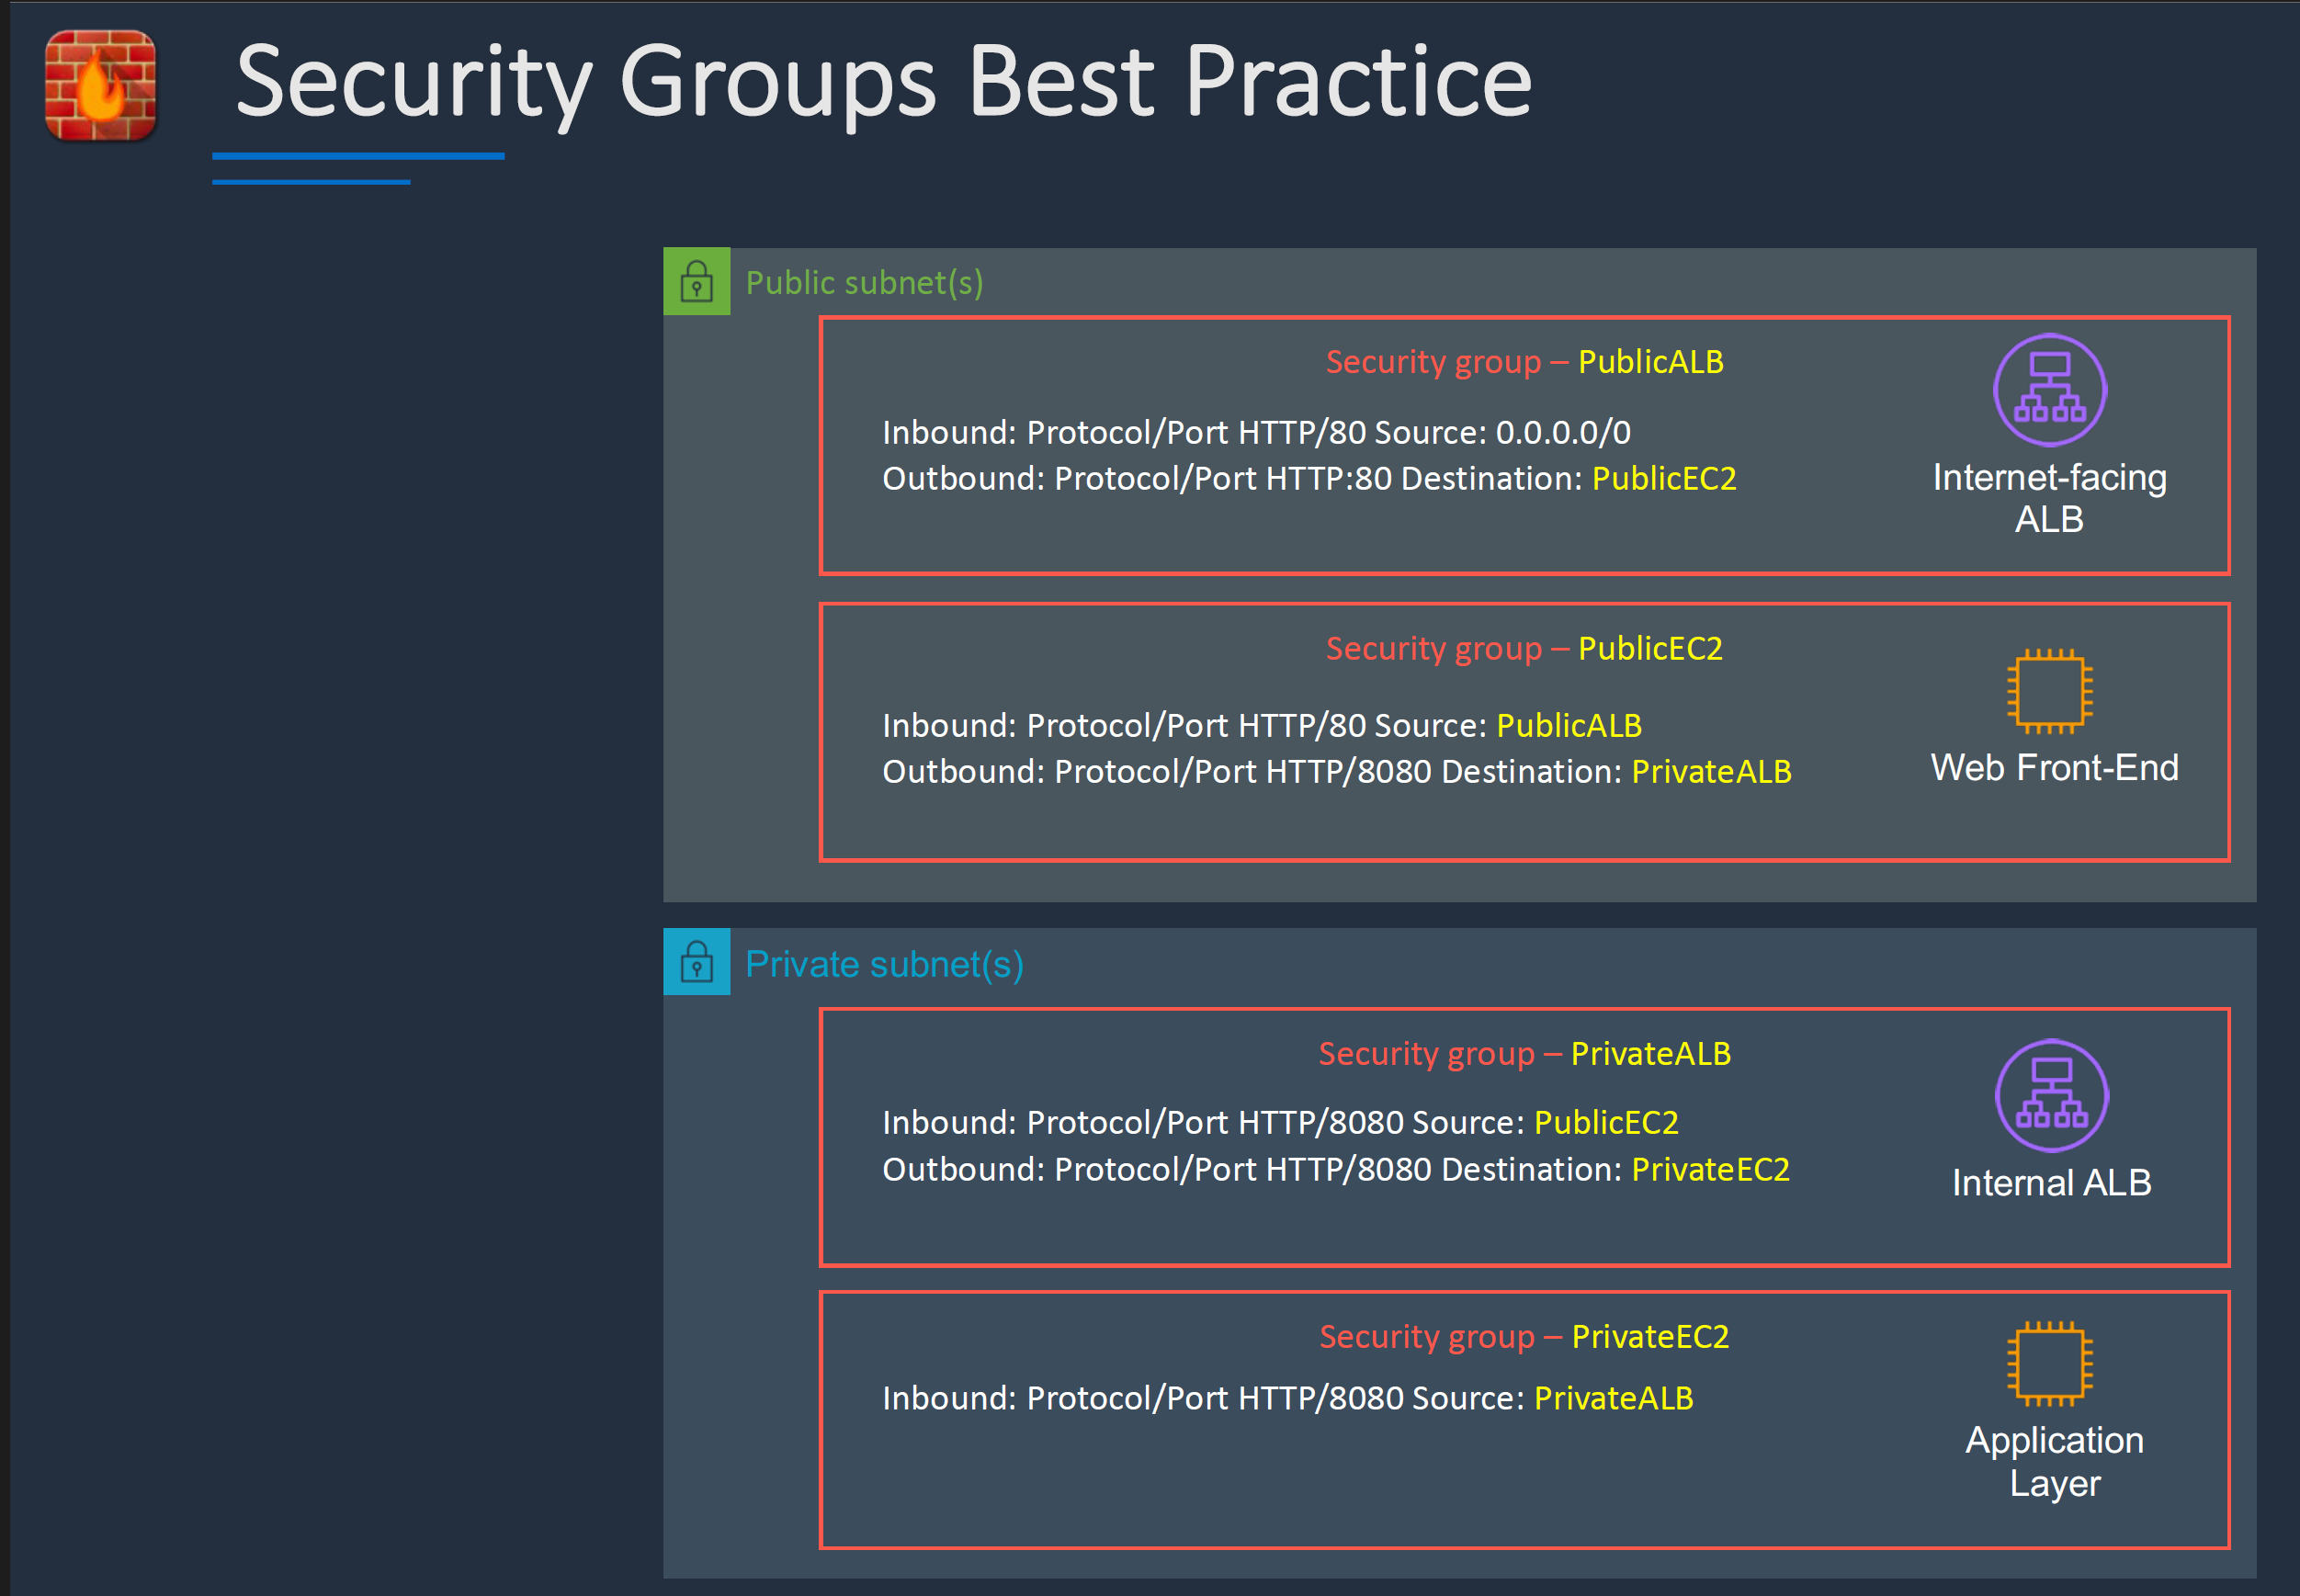 Security Groups Best Practice
Public subnet(s)
Security group – PublicALB
Inbound: Protocol/Port HTTP/80 Source: 0.0.0.0/0
Outbound: Protocol/Port HTTP:80 Destination: PublicEC2
Internet-facing
ALB
Security group – PublicEC2
Inbound: Protocol/Port HTTP/80 Source: PublicALB
Outbound: Protocol/Port HTTP/8080 Destination: PrivateALB
Web Front-End
Private subnet(s)
Security group – PrivateALB
Inbound: Protocol/Port HTTP/8080 Source: PublicEC2
Outbound: Protocol/Port HTTP/8080 Destination: PrivateEC2
Internal ALB
Security group – PrivateEC2
Inbound: Protocol/Port HTTP/8080 Source: PrivateALB
Application
Layer